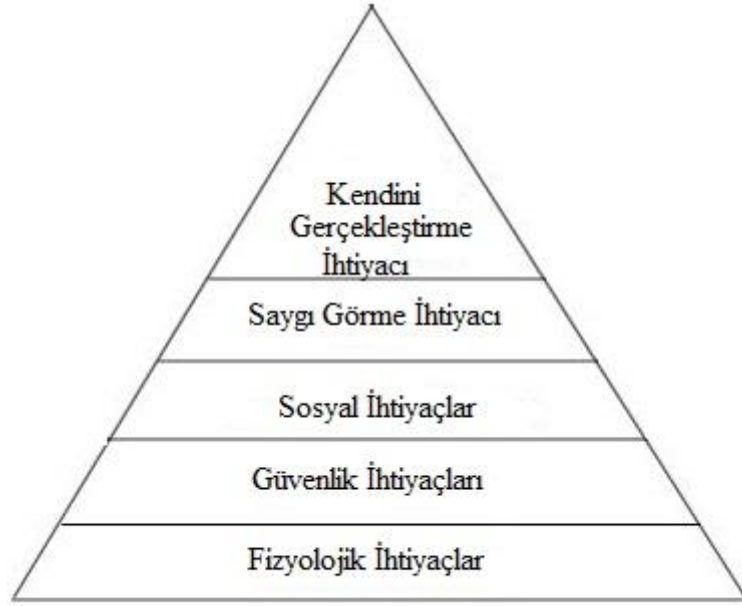 Kendini
Gerçekleştirme
İhtiyacı
Saygı Görme İhtiyacı
Sosyal İhtiyaçlar
Güvenlik İhtiyaçları
Fizyolojik İhtiyaçlar